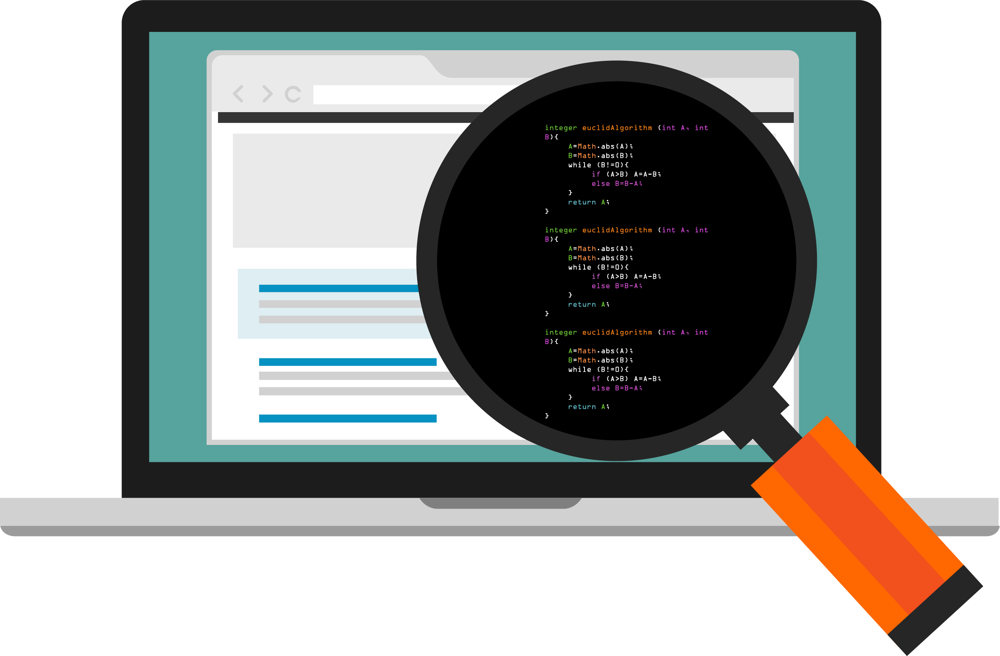 integer euclidAlgorithm (int A, int
B){
A=Math.abs(A);
B=Math.abs(B);
while (B!=0){
if (A>B) A=A-B;
else B=B-A;
}
return A;
}
integer euclidAlgorithm (int A, int
B){
A=Math.abs(A);
B=Math.abs(B);
while (B!=0){
if (A>B) A=A-B;
else B=B-A;
}
return A;
}
integer euclidAlgorithm (int A, int
B){
A=Math.abs(A);
B=Math.abs(B);
while (B!=0){
if (A>B) A=A-B;
else B=B-A;
}
return A;
}